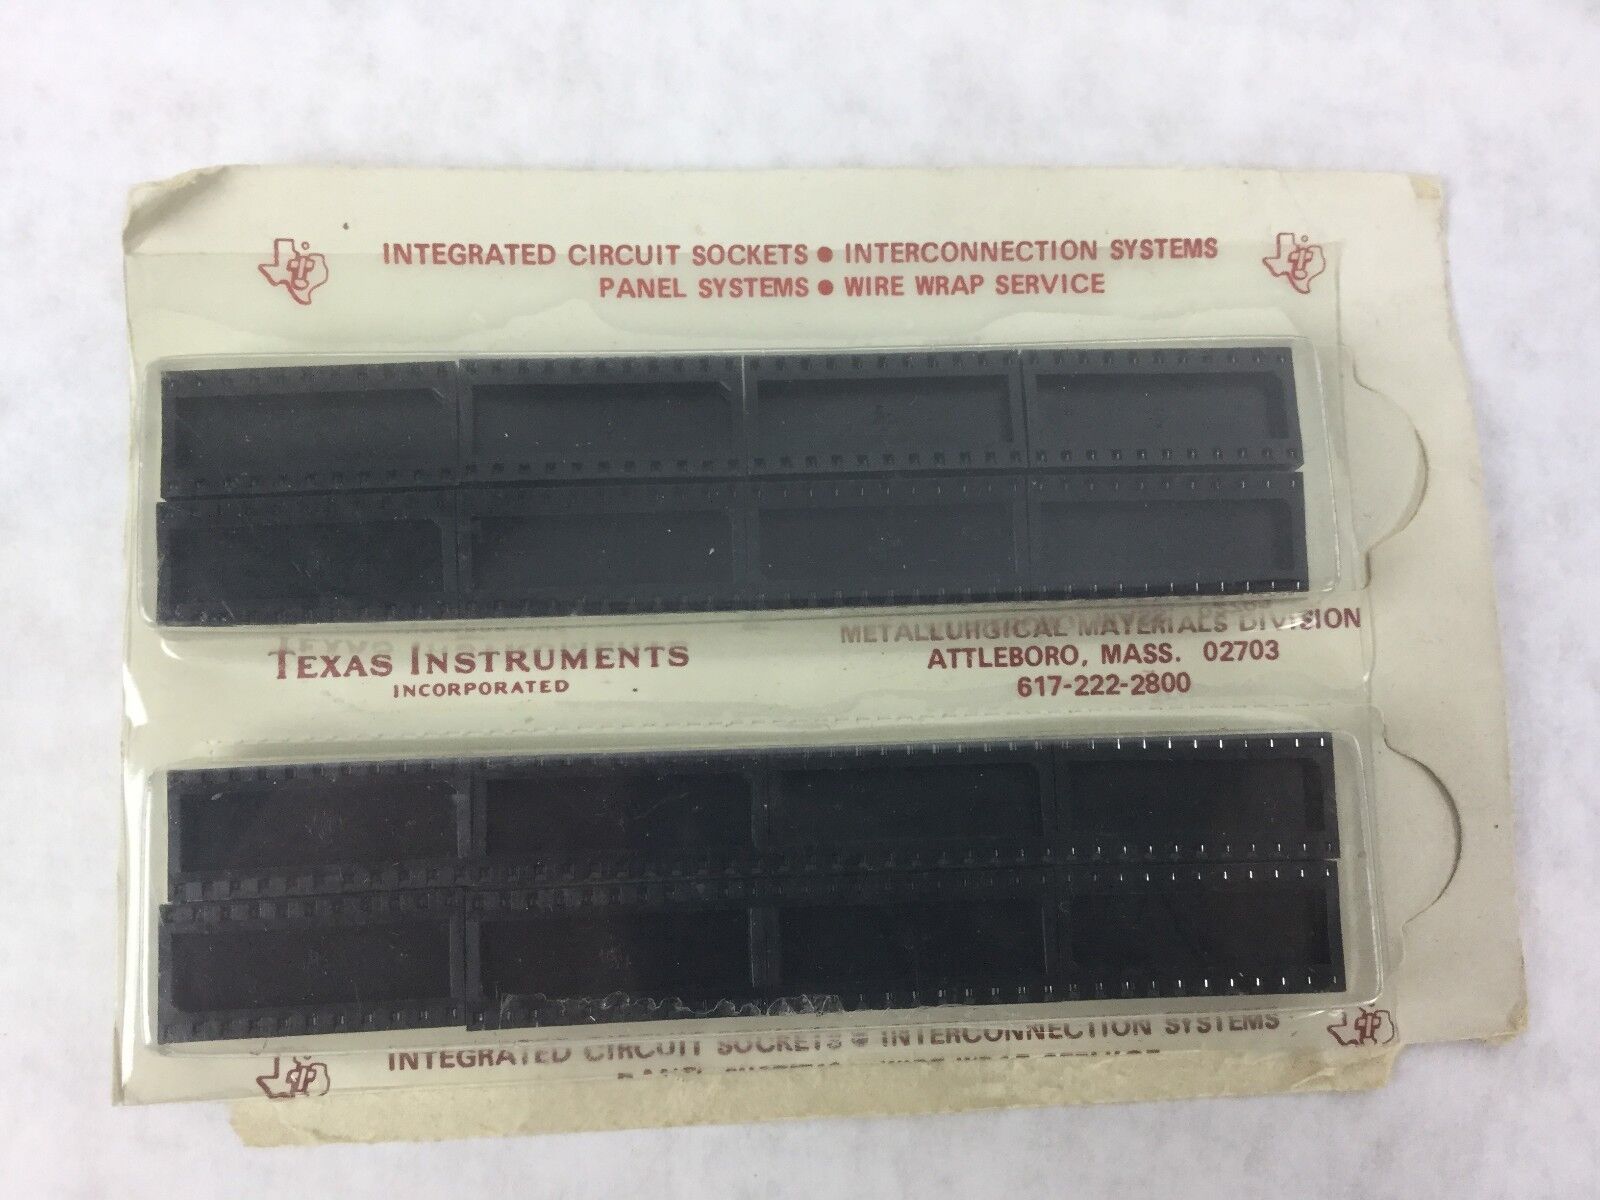 INTEGRATED CIRCUIT SOCKETS ● INTERCONNECTION SYSTEMS
PANEL SYSTEMS ● WIRE WRAP SERVICE
TEXAS INSTRUMENTS
INCORPORATED
METALLURGICAL MATERIALS DIVISION
ATTLEBORO, MASS. 02703
617-222-2800
INTEGRATED CIRCUIT SOCKETS ● INTERCONNECTION SYSTEMS